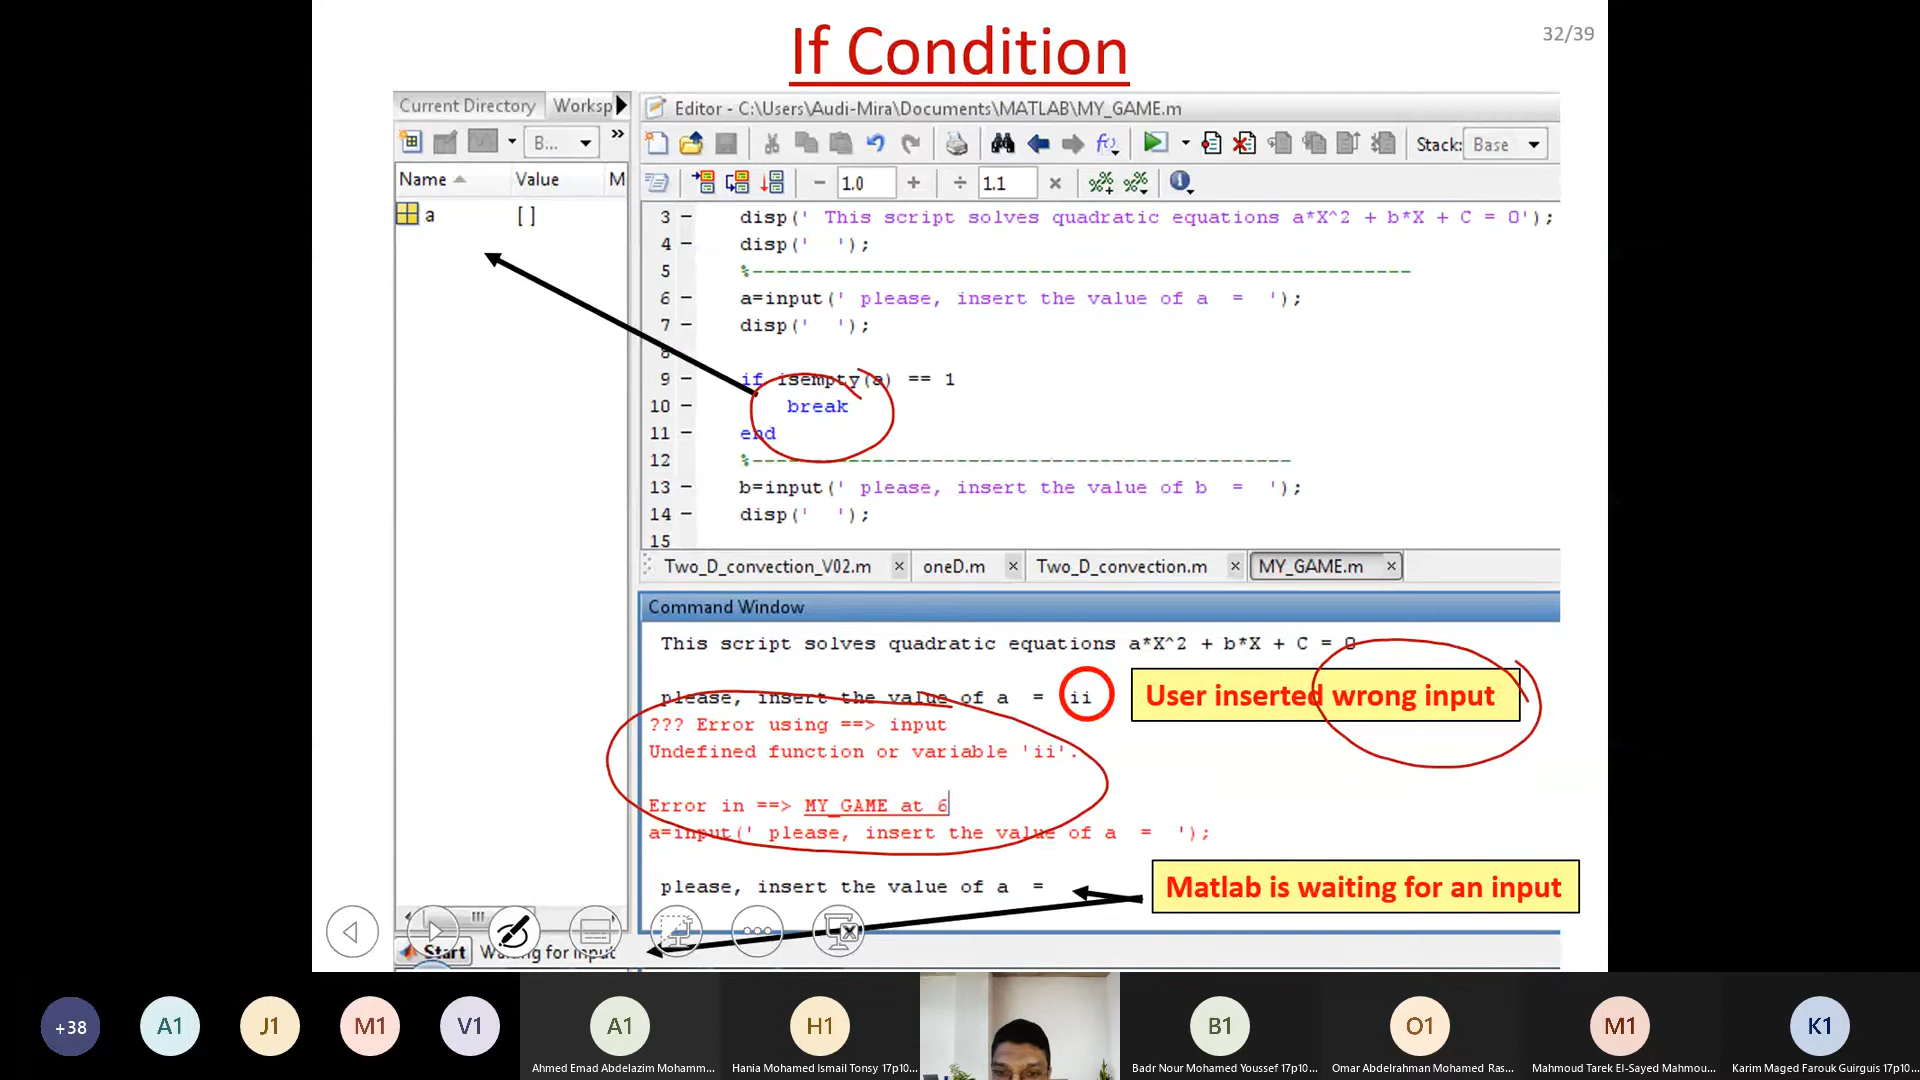 If Condition
32/39
Current Directory Worksp
Editor - C:\Users\Audi-Mira\Documents\MATLAB\MY_GAME.m
B...
Stack: Base
Name Value M
1.0
1.1
a [ ]
3 disp(' This script solves quadratic equations a*X^2 + b*X + C = 0');
4 disp('  ');
5 %-------------------------------------------------------
6 a=input(' please, insert the value of a  =  ');
7 disp('  ');
8
9 if isempty(a) == 1
10 break
11 end
12 %---------------------------------------------
13 b=input(' please, insert the value of b  =  ');
14 disp('  ');
15
Two_D_convection_V02.m oneD.m Two_D_convection.m MY_GAME.m
Command Window
This script solves quadratic equations a*X^2 + b*X + C = 0
please, insert the value of a  =  ii
User inserted wrong input
??? Error using ==> input
Undefined function or variable 'ii'.
Error in ==> MY_GAME at 6
a=input(' please, insert the value of a  =  ');
please, insert the value of a  =
Matlab is waiting for an input
Start Waiting for input
+38
A1
J1
M1
V1
A1
H1
B1
O1
M1
K1
Ahmed Emad Abdelazim Mohamm...
Hania Mohamed Ismail Tonsy 17p10...
Badr Nour Mohamed Youssef 17p10...
Omar Abdelrahman Mohamed Ras...
Mahmoud Tarek El-Sayed Mahmou...
Karim Maged Farouk Guirguis 17p10...